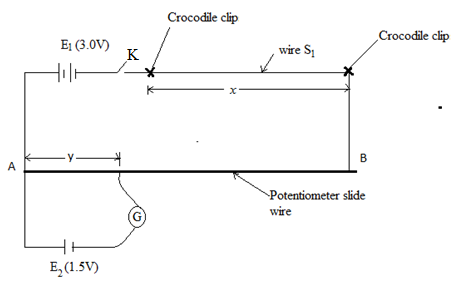 Crocodile clip
Crocodile clip
E₁ (3.0V)
K
wire S₁
x
A
y
B
G
Potentiometer slide
wire
E₂ (1.5V)